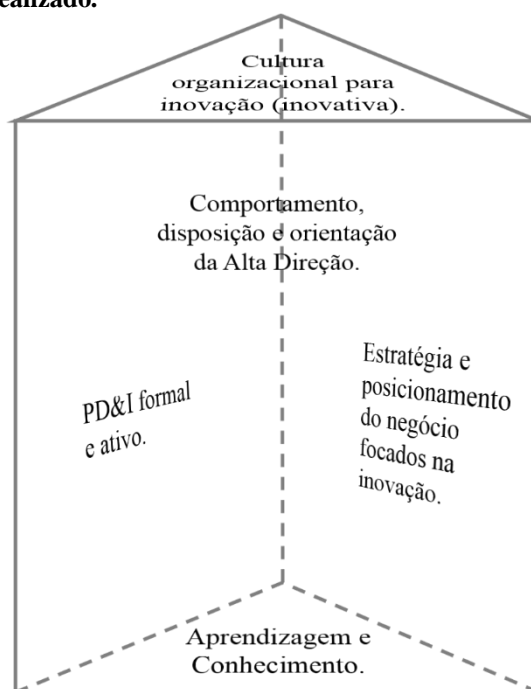 ealizado.
Cultura
organizacional para
inovação (inovativa).
Comportamento,
disposição e orientação
da Alta Direção.
PD&I formal
e ativo.
Estratégia e
posicionamento
do negócio
focados na
inovação.
Aprendizagem e
Conhecimento.